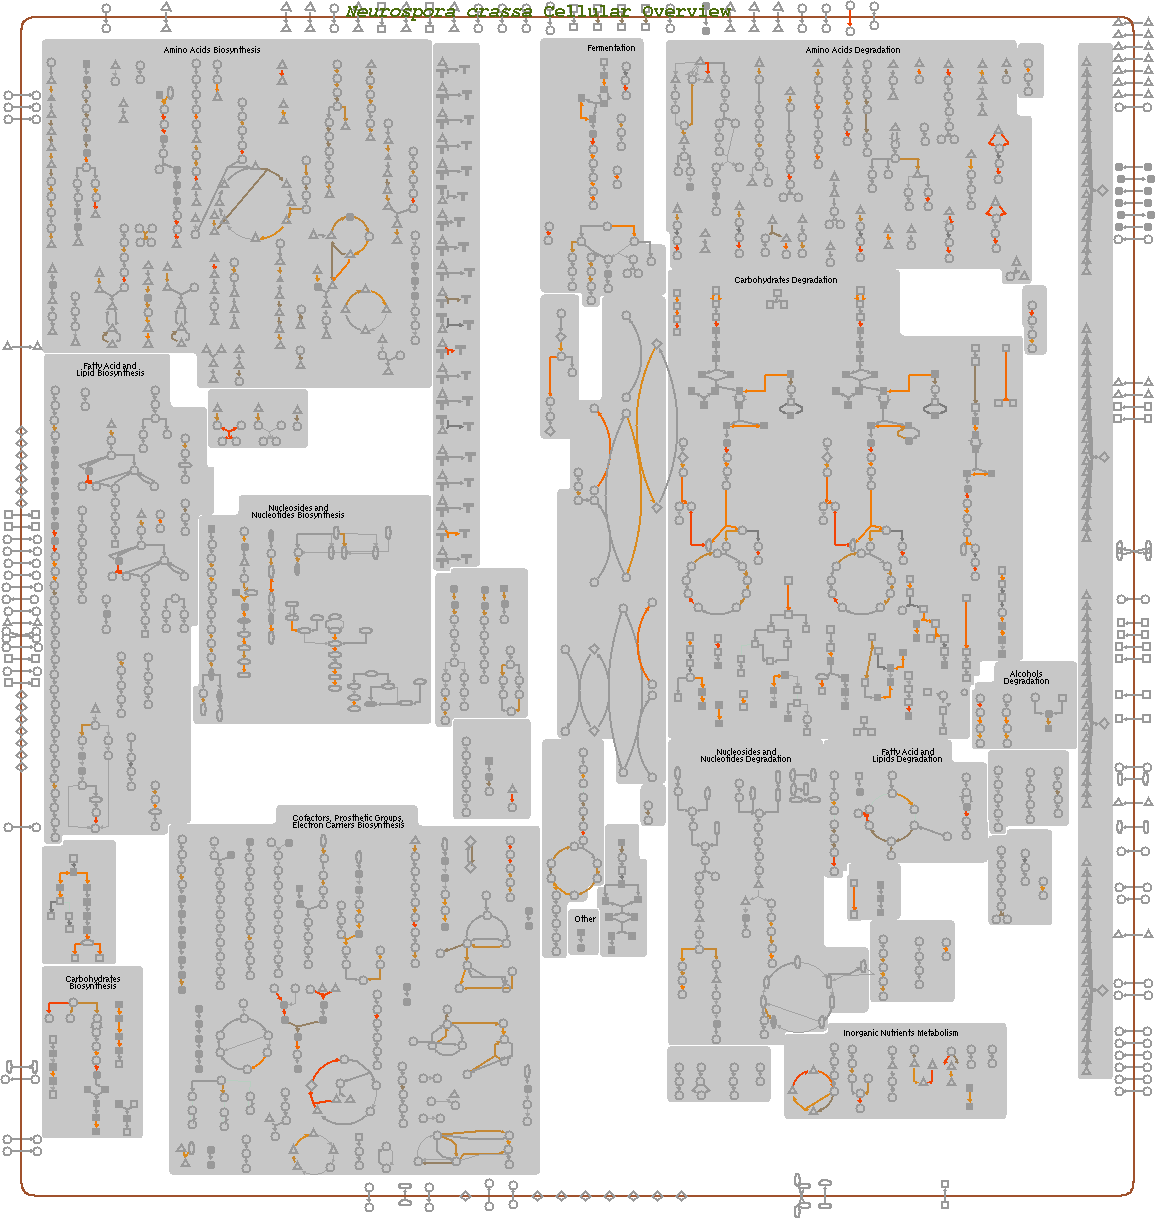 Neurospora crassa Cellular Overview
Amino Acids Biosynthesis
Fermentation
Amino Acids Degradation
Carbohydrates Degradation
Fatty Acid and
Lipid Biosynthesis
Nucleosides and
Nucleotides Biosynthesis
Alcohols
Degradation
Nucleosides and
Nucleotides Degradation
Fatty Acid and
Lipids Degradation
Cofactors, Prosthetic Groups,
Electron Carriers Biosynthesis
Other
Carbohydrates
Biosynthesis
Inorganic Nutrients Metabolism